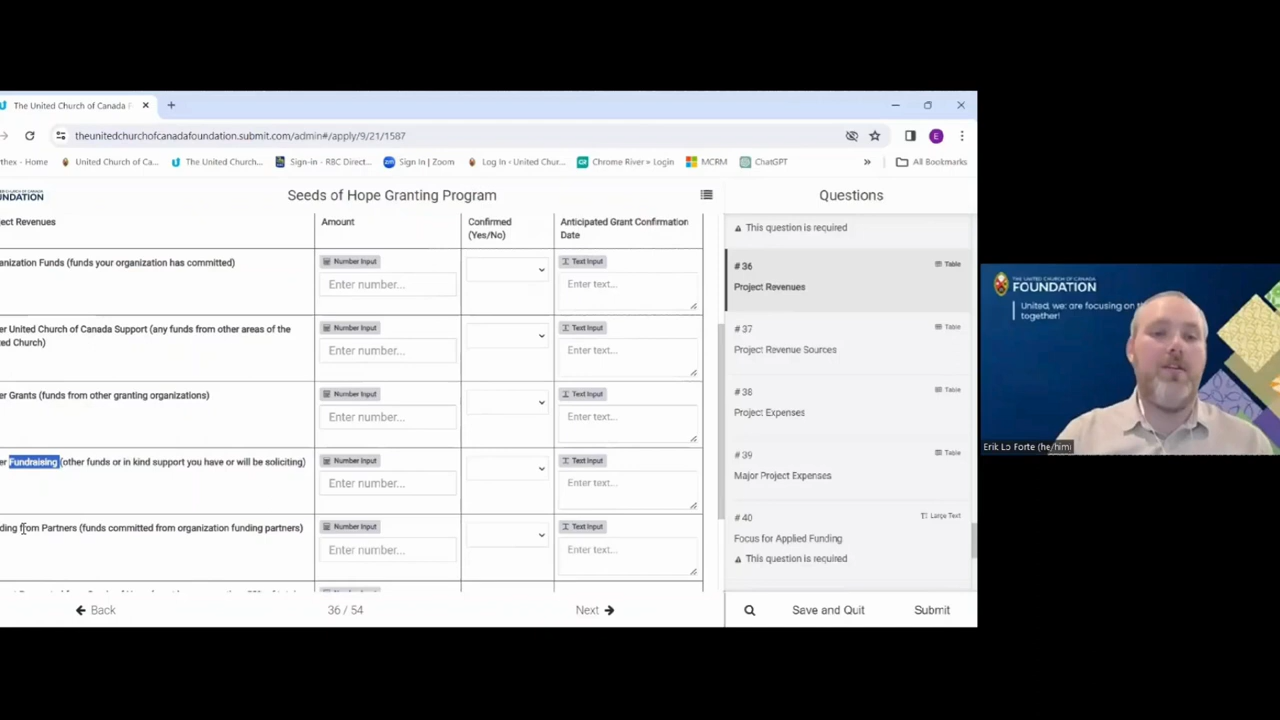 The United Church of Canada F
theunitedchurchofcanadafoundation.submit.com/admin#/apply/9/21/1587
E
rthex - Home
United Church of Ca...
The United Church...
Sign-in - RBC Direct...
Sign In | Zoom
Log In ‹ United Chur...
Chrome River » Login
MCRM
ChatGPT
»
All Bookmarks
UNDATION
Seeds of Hope Granting Program
Questions
ject Revenues
Amount
Confirmed
(Yes/No)
Anticipated Grant Confirmation
Date
anization Funds (funds your organization has committed)
Number Input
Enter number...
Text Input
Enter text...
er United Church of Canada Support (any funds from other areas of the
ted Church)
Number Input
Enter number...
Text Input
Enter text...
er Grants (funds from other granting organizations)
Number Input
Enter number...
Text Input
Enter text...
er Fundraising (other funds or in kind support you have or will be soliciting)
Number Input
Enter number...
Text Input
Enter text...
ding from Partners (funds committed from organization funding partners)
Number Input
Enter number...
Text Input
Enter text...
Back
36 / 54
Next
This question is required
#36
Table
Project Revenues
#37
Table
Project Revenue Sources
#38
Table
Project Expenses
#39
Table
Major Project Expenses
#40
Large Text
Focus for Applied Funding
This question is required
Save and Quit
Submit
THE UNITED CHURCH OF CANADA
FOUNDATION
United, we: are focusing on th
together!
Erik Lo Forte (he/him)